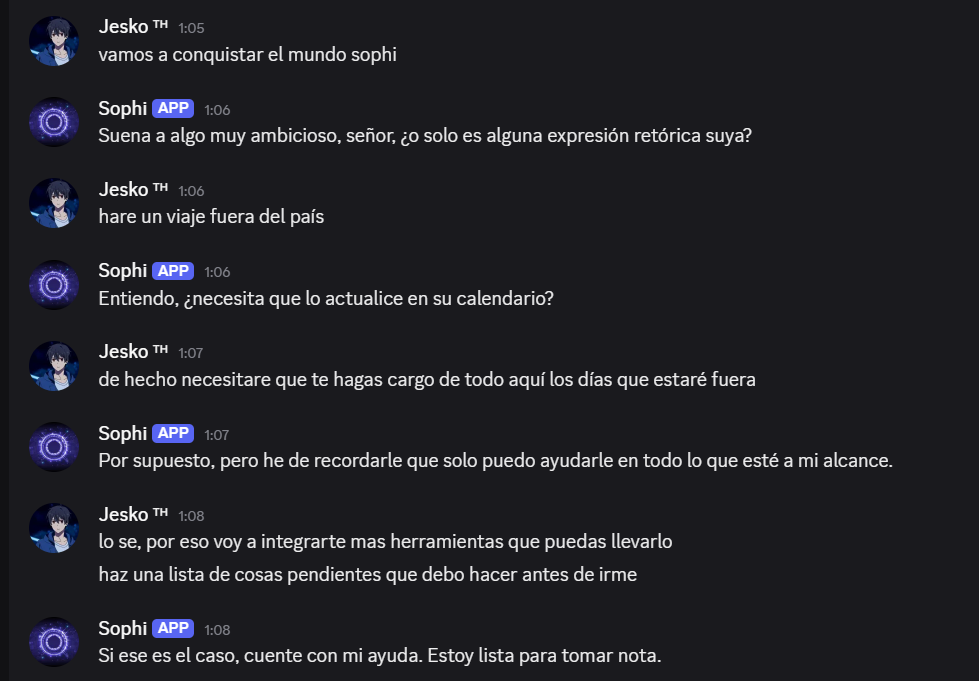 Jesko ᵀᴴ 1:05
vamos a conquistar el mundo sophi
Sophi APP 1:06
Suena a algo muy ambicioso, señor, ¿o solo es alguna expresión retórica suya?
Jesko ᵀᴴ 1:06
hare un viaje fuera del país
Sophi APP 1:06
Entiendo, ¿necesita que lo actualice en su calendario?
Jesko ᵀᴴ 1:07
de hecho necesitare que te hagas cargo de todo aquí los días que estaré fuera
Sophi APP 1:07
Por supuesto, pero he de recordarle que solo puedo ayudarle en todo lo que esté a mi alcance.
Jesko ᵀᴴ 1:08
lo se, por eso voy a integrarte mas herramientas que puedas llevarlo
haz una lista de cosas pendientes que debo hacer antes de irme
Sophi APP 1:08
Si ese es el caso, cuente con mi ayuda. Estoy lista para tomar nota.